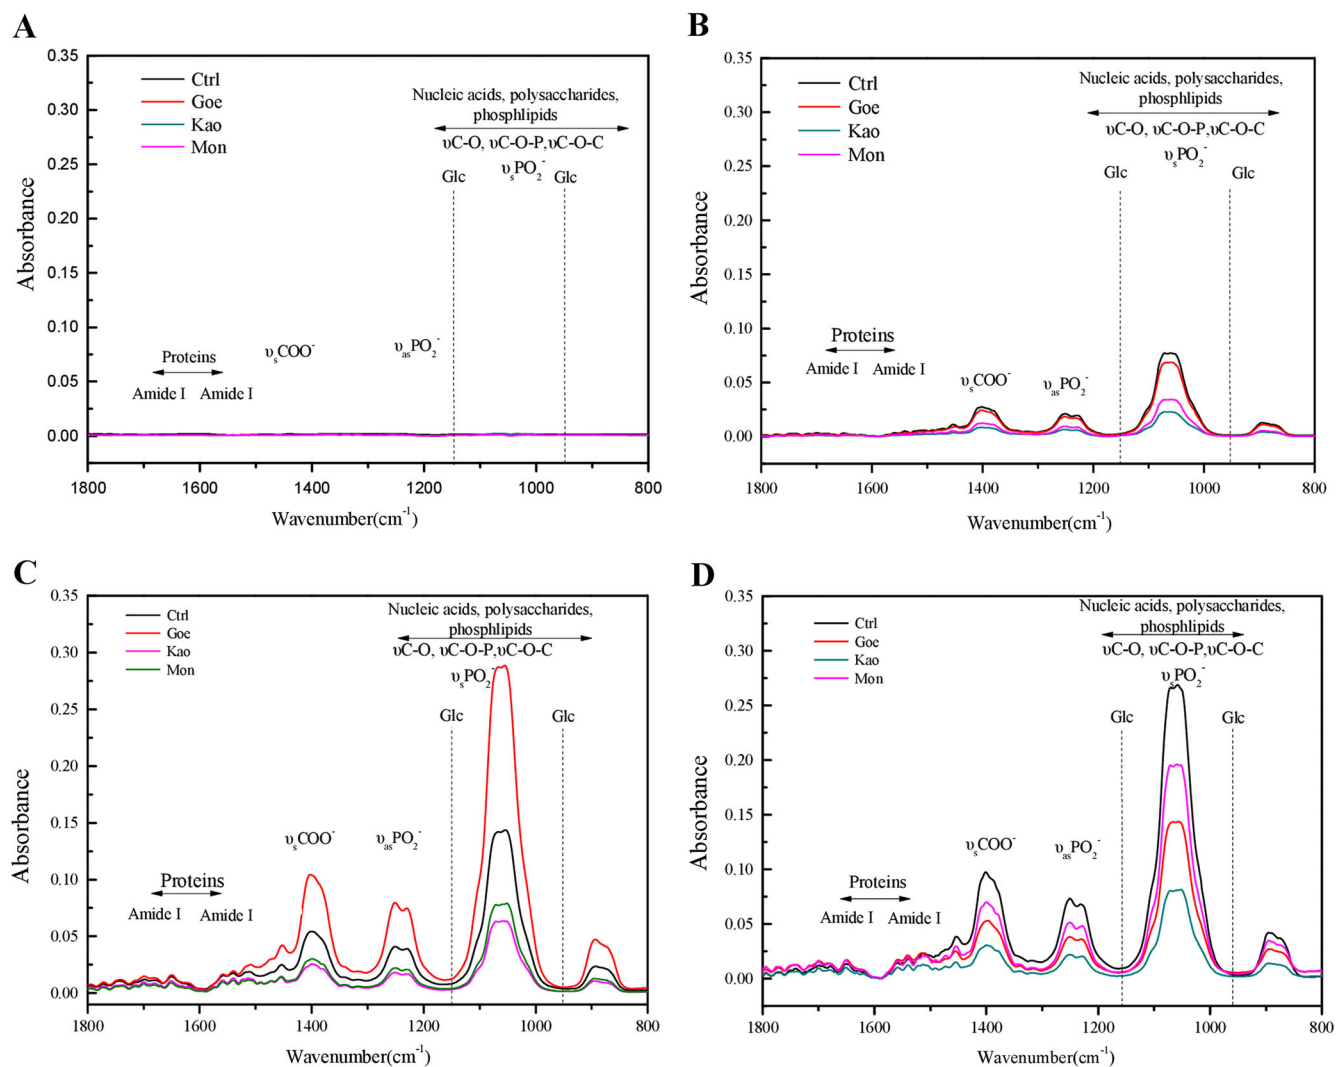 A
0.35
0.30
0.25
0.20
0.15
0.10
0.05
0.00
Absorbance
Ctrl
Goe
Kao
Mon
Nucleic acids, polysaccharides,
phosphlipids
υC-O, υC-O-P,υC-O-C
υₛPO₂⁻
Glc
Glc
Proteins
Amide I Amide I
υₛCOO⁻
υₐₛPO₂⁻
1800 1600 1400 1200 1000 800
Wavenumber(cm⁻¹)
B
0.35
0.30
0.25
0.20
0.15
0.10
0.05
0.00
Absorbance
Ctrl
Goe
Kao
Mon
Nucleic acids, polysaccharides,
phosphlipids
υC-O, υC-O-P,υC-O-C
υₛPO₂⁻
Glc
Glc
Proteins
Amide I Amide I
υₛCOO⁻
υₐₛPO₂⁻
1800 1600 1400 1200 1000 800
Wavenumber(cm⁻¹)
C
0.35
0.30
0.25
0.20
0.15
0.10
0.05
0.00
Absorbance
Ctrl
Goe
Kao
Mon
Nucleic acids, polysaccharides,
phosphlipids
υC-O, υC-O-P,υC-O-C
υₛPO₂⁻
Glc
Glc
υₛCOO⁻
υₐₛPO₂⁻
Proteins
Amide I Amide I
1800 1600 1400 1200 1000 800
Wavenumber(cm⁻¹)
D
0.35
0.30
0.25
0.20
0.15
0.10
0.05
0.00
Absorbance
Ctrl
Goe
Kao
Mon
Nucleic acids, polysaccharides,
phosphlipids
υC-O, υC-O-P,υC-O-C
υₛPO₂⁻
Glc
Glc
υₛCOO⁻
υₐₛPO₂⁻
Proteins
Amide I Amide I
1800 1600 1400 1200 1000 800
Wavenumber(cm⁻¹)